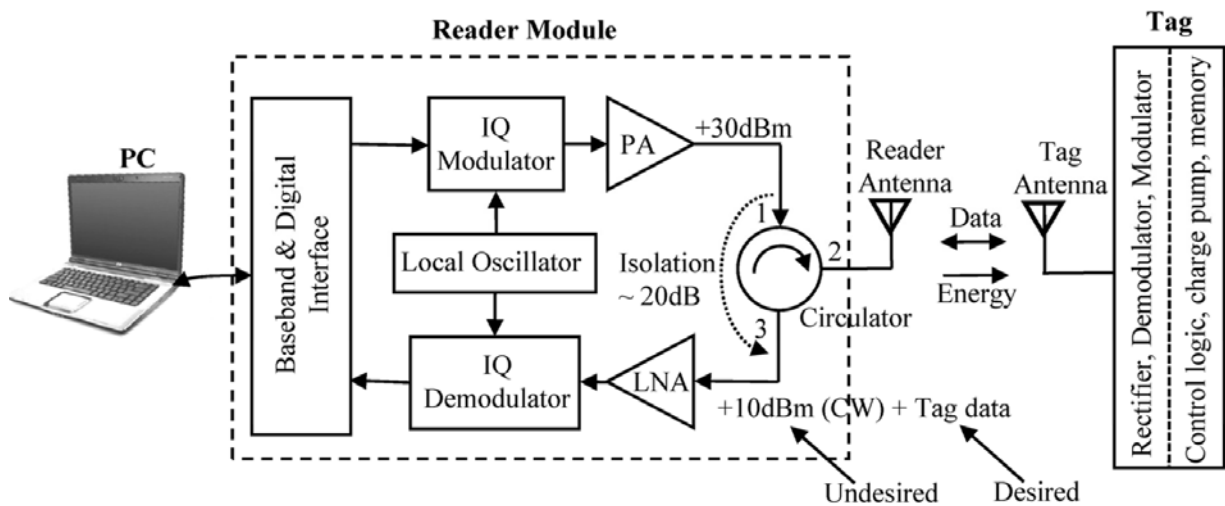 Reader Module
Tag
PC
Baseband & Digital
Interface
IQ
Modulator
PA
+30dBm
Local Oscillator
IQ
Demodulator
LNA
Isolation
~ 20dB
1
2
3
Circulator
+10dBm (CW) + Tag data
Undesired
Desired
Reader
Antenna
Data
Energy
Tag
Antenna
Rectifier, Demodulator, Modulator
Control logic, charge pump, memory